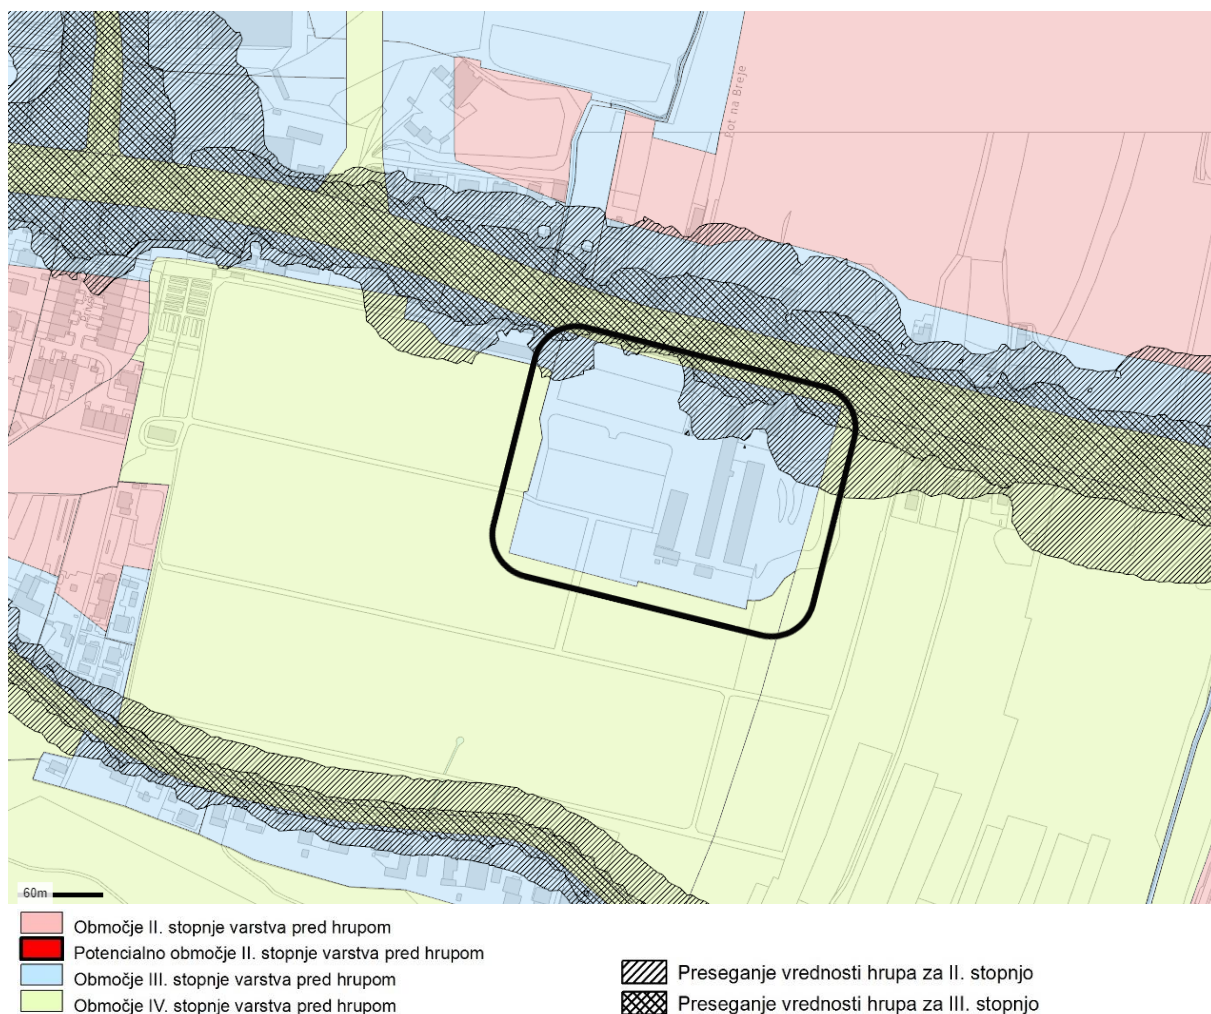 Pot na Breje
60m
Območje II. stopnje varstva pred hrupom
Potencialno območje II. stopnje varstva pred hrupom
Območje III. stopnje varstva pred hrupom
Območje IV. stopnje varstva pred hrupom
Preseganje vrednosti hrupa za II. stopnjo
Preseganje vrednosti hrupa za III. stopnjo